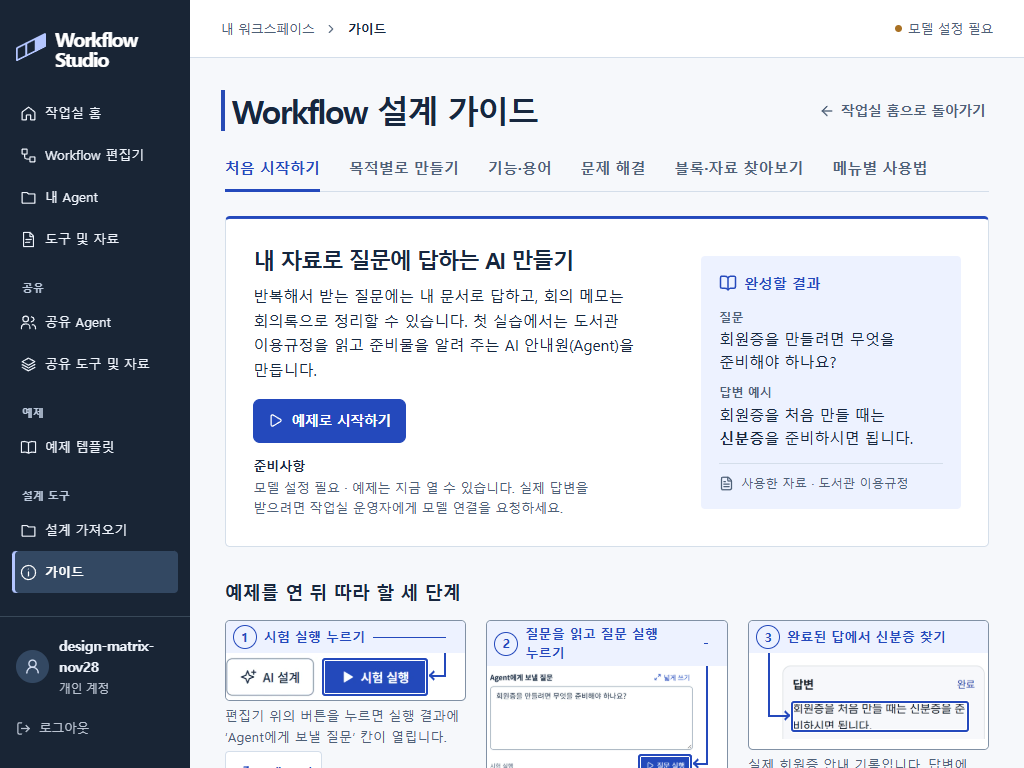 Workflow
Studio
작업실 홈
Workflow 편집기
내 Agent
도구 및 자료
공유
공유 Agent
공유 도구 및 자료
예제
예제 템플릿
설계 도구
설계 가져오기
가이드
design-matrix-
nov28
개인 계정
로그아웃
내 워크스페이스 > 가이드
모델 설정 필요
Workflow 설계 가이드
← 작업실 홈으로 돌아가기
처음 시작하기 목적별로 만들기 기능·용어 문제 해결 블록·자료 찾아보기 메뉴별 사용법
내 자료로 질문에 답하는 AI 만들기
반복해서 받는 질문에는 내 문서로 답하고, 회의 메모는
회의록으로 정리할 수 있습니다. 첫 실습에서는 도서관
이용규정을 읽고 준비물을 알려 주는 AI 안내원(Agent)을
만듭니다.
예제로 시작하기
준비사항
모델 설정 필요 · 예제는 지금 열 수 있습니다. 실제 답변을
받으려면 작업실 운영자에게 모델 연결을 요청하세요.
완성할 결과
질문
회원증을 만들려면 무엇을
준비해야 하나요?
답변 예시
회원증을 처음 만들 때는
신분증을 준비하시면 됩니다.
사용한 자료 · 도서관 이용규정
예제를 연 뒤 따라 할 세 단계
1 시험 실행 누르기
AI 설계
시험 실행
편집기 위의 버튼을 누르면 실행 결과에
‘Agent에게 보낼 질문’ 칸이 열립니다.
2 질문을 읽고 질문 실행
누르기
Agent에게 보낼 질문
넓게 쓰기
회원증을 만들려면 무엇을 준비해야 하나요?
질문 실행
3 완료된 답에서 신분증 찾기
답변
완료
회원증을 처음 만들 때는 신분증을 준
비하시면 됩니다.
실제 회원증 안내 기록입니다. 답변에